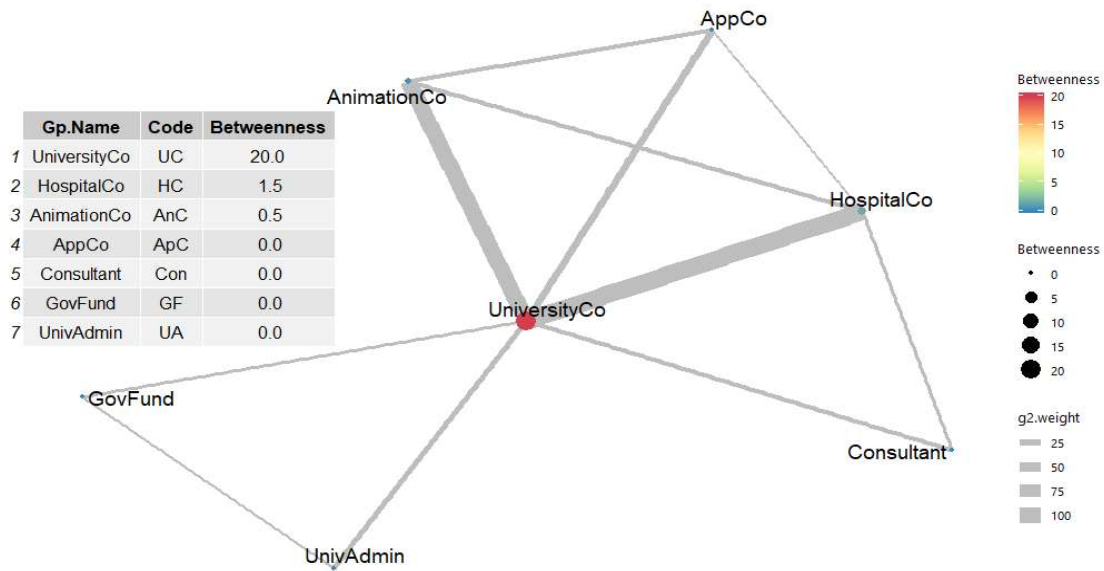 AppCo
AnimationCo
HospitalCo
UniversityCo
GovFund
Consultant
UnivAdmin
Gp.Name Code Betweenness
1 UniversityCo UC 20.0
2 HospitalCo HC 1.5
3 AnimationCo AnC 0.5
4 AppCo ApC 0.0
5 Consultant Con 0.0
6 GovFund GF 0.0
7 UnivAdmin UA 0.0
Betweenness
20
15
10
5
0
Betweenness
0
5
10
15
20
g2.weight
25
50
75
100